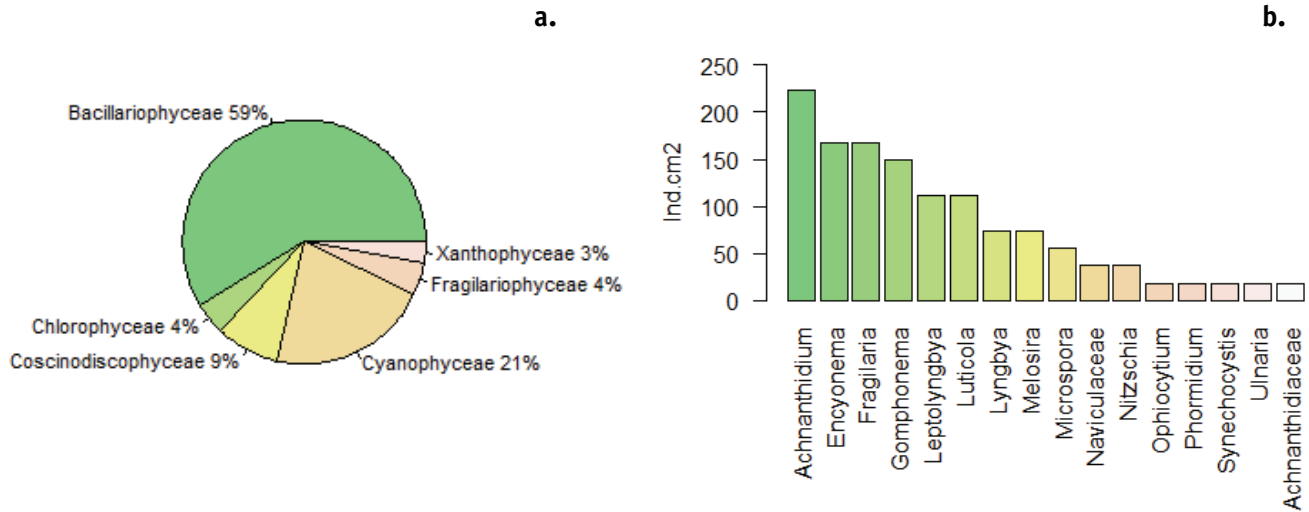 a.
Bacillariophyceae 59%
Xanthophyceae 3%
Fragilariophyceae 4%
Chlorophyceae 4%
Coscinodiscophyceae 9%
Cyanophyceae 21%
b.
Ind.cm2
250
200
150
100
50
0
Achnanthidium
Encyonema
Fragilaria
Gomphonema
Leptolyngbya
Luticola
Lyngbya
Melosira
Microspora
Naviculaceae
Nitzschia
Ophiocytium
Phormidium
Synechocystis
Ulnaria
Achnanthidiaceae